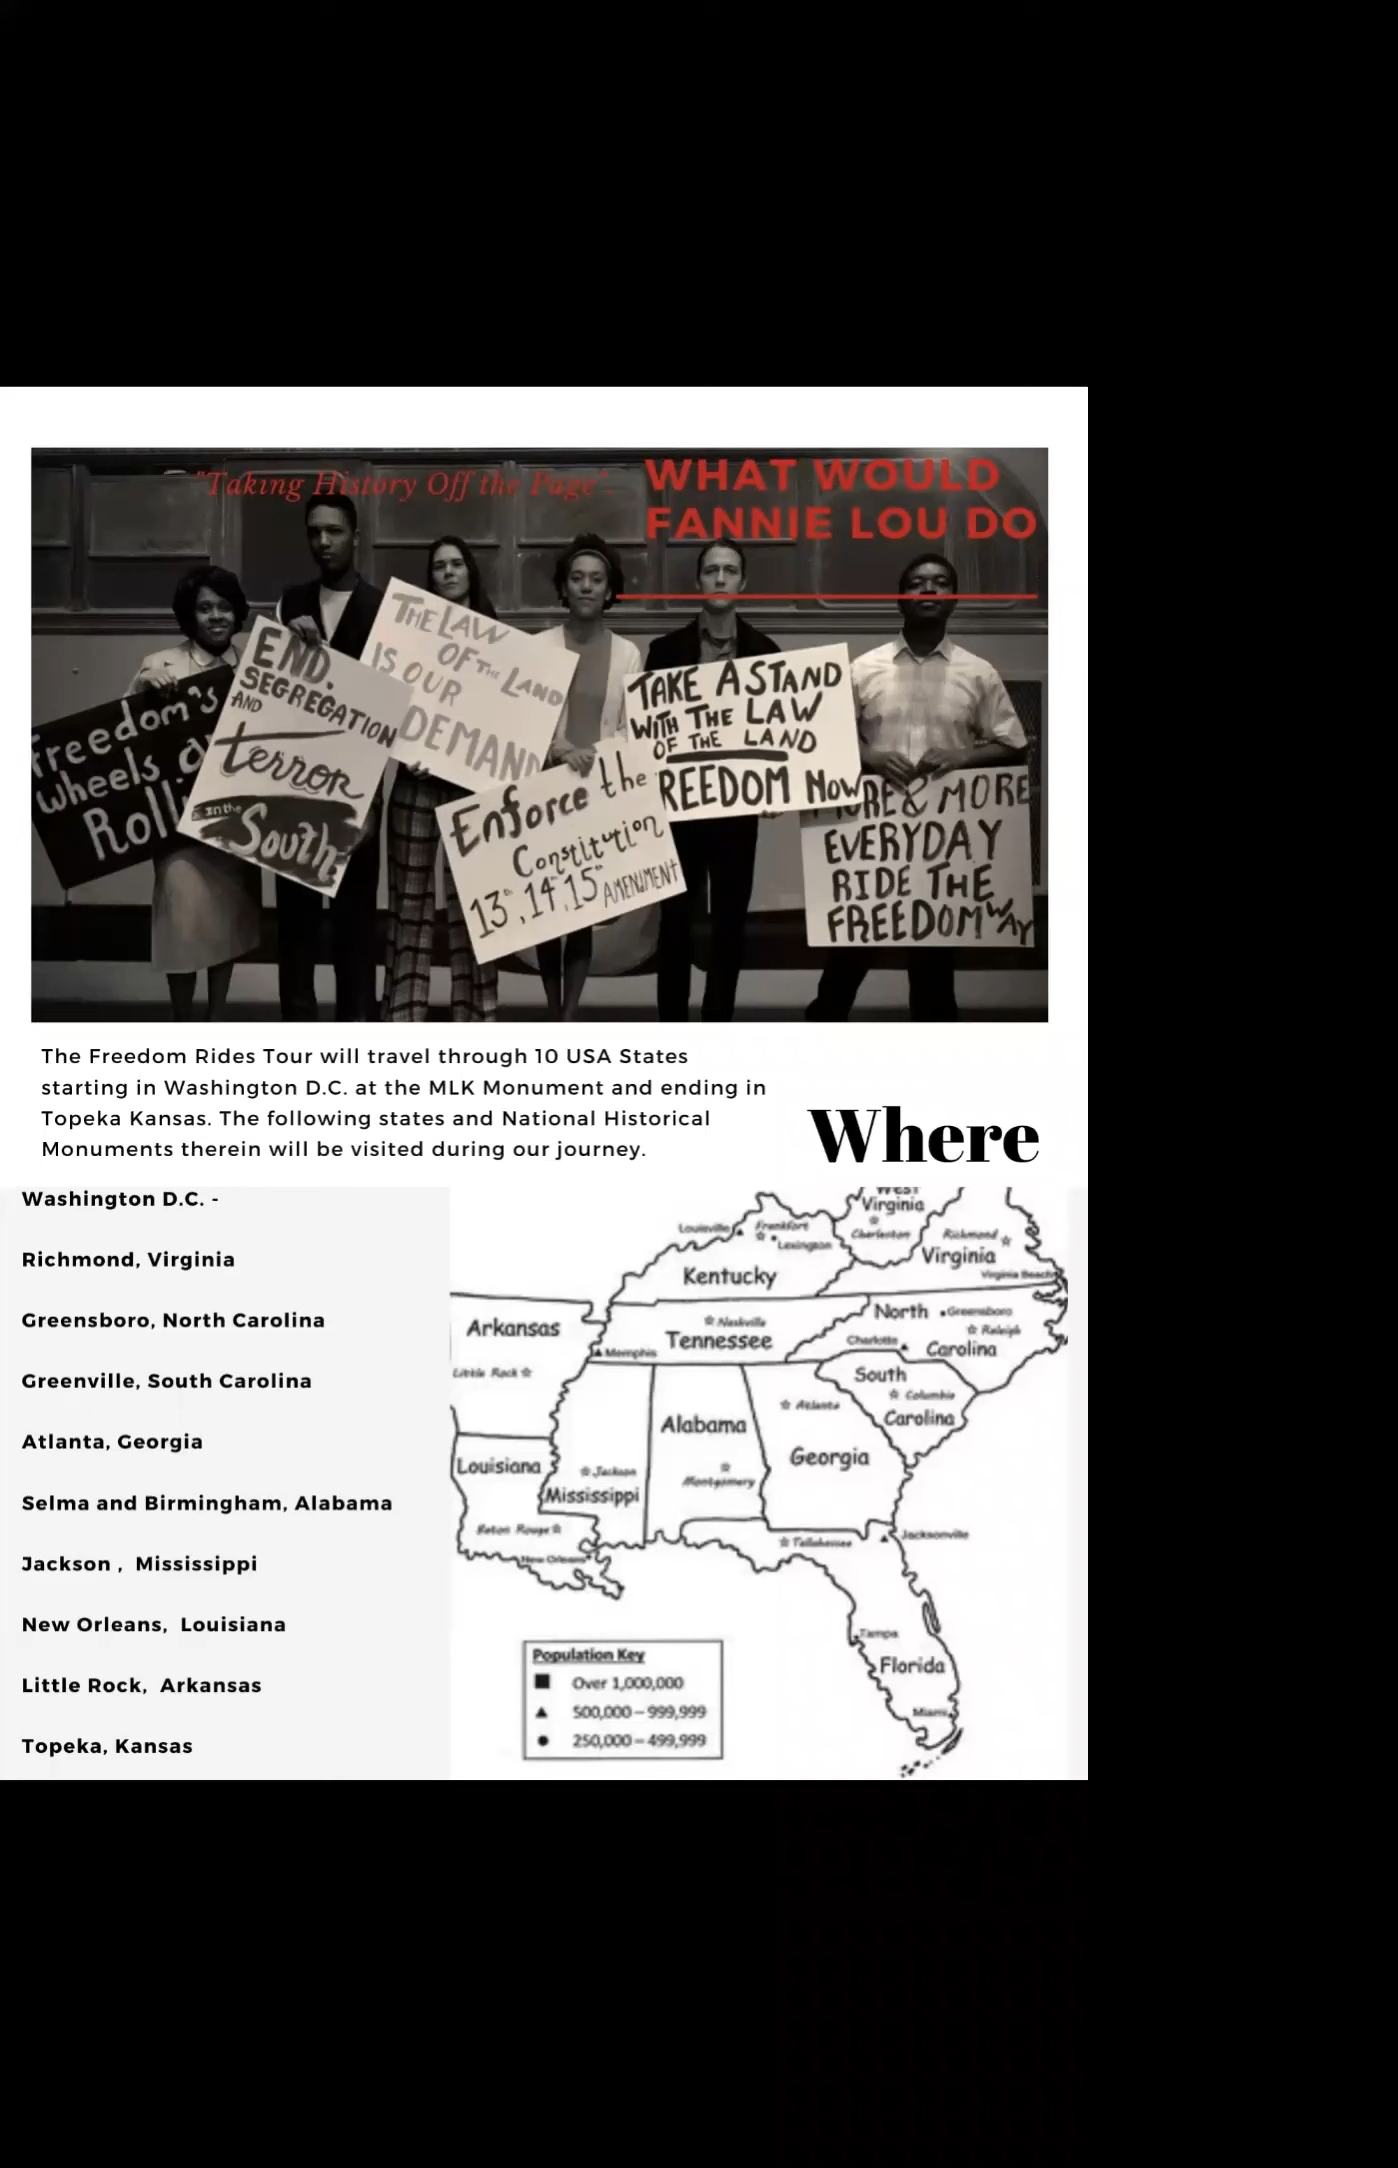 "Taking History Off the Page".
WHAT WOULD
FANNIE LOU DO
Freedom's
wheels
Roll
END.
SEGREGATION
AND
terror
in the
South
THE LAW
OF THE LAND
IS OUR
DEMAND
Enforce the
Constitution
13th, 14th, 15th AMENDMENT
TAKE A STAND
WITH THE LAW
OF THE LAND
REEDOM NOW
MORE & MORE
EVERYDAY
RIDE THE
FREEDOM WAY
The Freedom Rides Tour will travel through 10 USA States
starting in Washington D.C. at the MLK Monument and ending in
Topeka Kansas. The following states and National Historical
Monuments therein will be visited during our journey.
Where
Washington D.C. -
Richmond, Virginia
Greensboro, North Carolina
Greenville, South Carolina
Atlanta, Georgia
Selma and Birmingham, Alabama
Jackson , Mississippi
New Orleans, Louisiana
Little Rock, Arkansas
Topeka, Kansas
West
Virginia
Charleston
Louisville
Frankfort
Lexington
Kentucky
Richmond
Virginia
Virginia Beach
Arkansas
Little Rock
Nashville
Tennessee
Memphis
North
Greensboro
Raleigh
Charlotte
Carolina
South
Columbia
Carolina
Atlanta
Georgia
Alabama
Montgomery
Louisiana
Baton Rouge
New Orleans
Jackson
Mississippi
Tallahassee
Jacksonville
Tampa
Florida
Miami
Population Key
Over 1,000,000
500,000 – 999,999
250,000 – 499,999